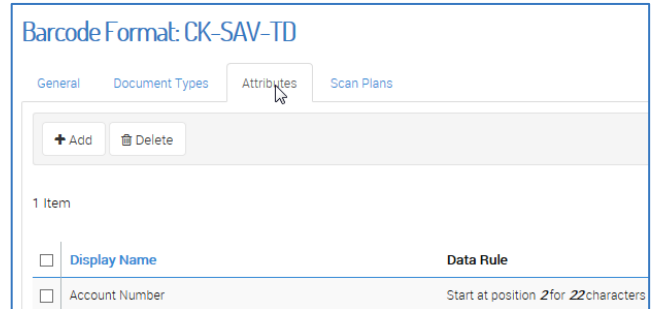 Barcode Format: CK-SAV-TD
General Document Types Attributes Scan Plans
+ Add Delete
1 Item
Display Name Data Rule
Account Number Start at position 2 for 22 characters